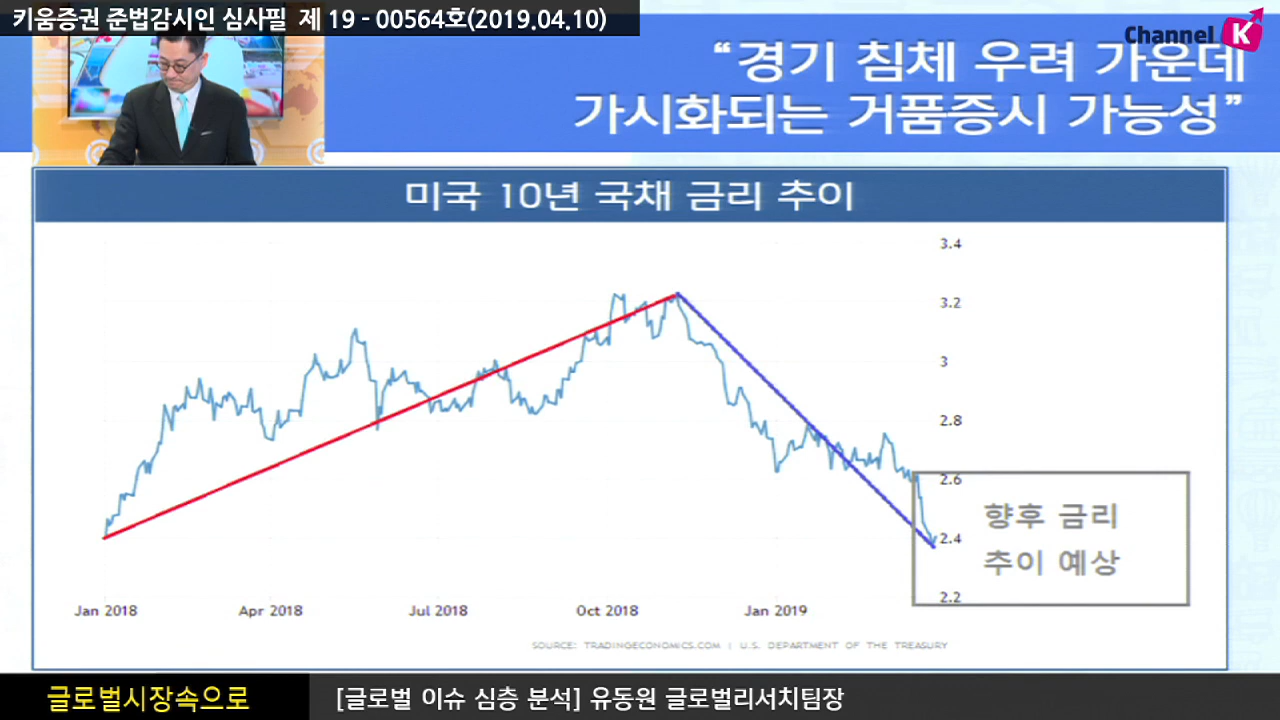 키움증권 준법감시인 심사필 제 19 - 00564호(2019.04.10)
Channel K
“경기 침체 우려 가운데
가시화되는 거품증시 가능성”
미국 10년 국채 금리 추이
3.4
3.2
3
2.8
2.6
향후 금리
2.4
추이 예상
2.2
Jan 2018 Apr 2018 Jul 2018 Oct 2018 Jan 2019
SOURCE: TRADINGECONOMICS.COM | U.S. DEPARTMENT OF THE TREASURY
글로벌시장속으로
[글로벌 이슈 심층 분석] 유동원 글로벌리서치팀장